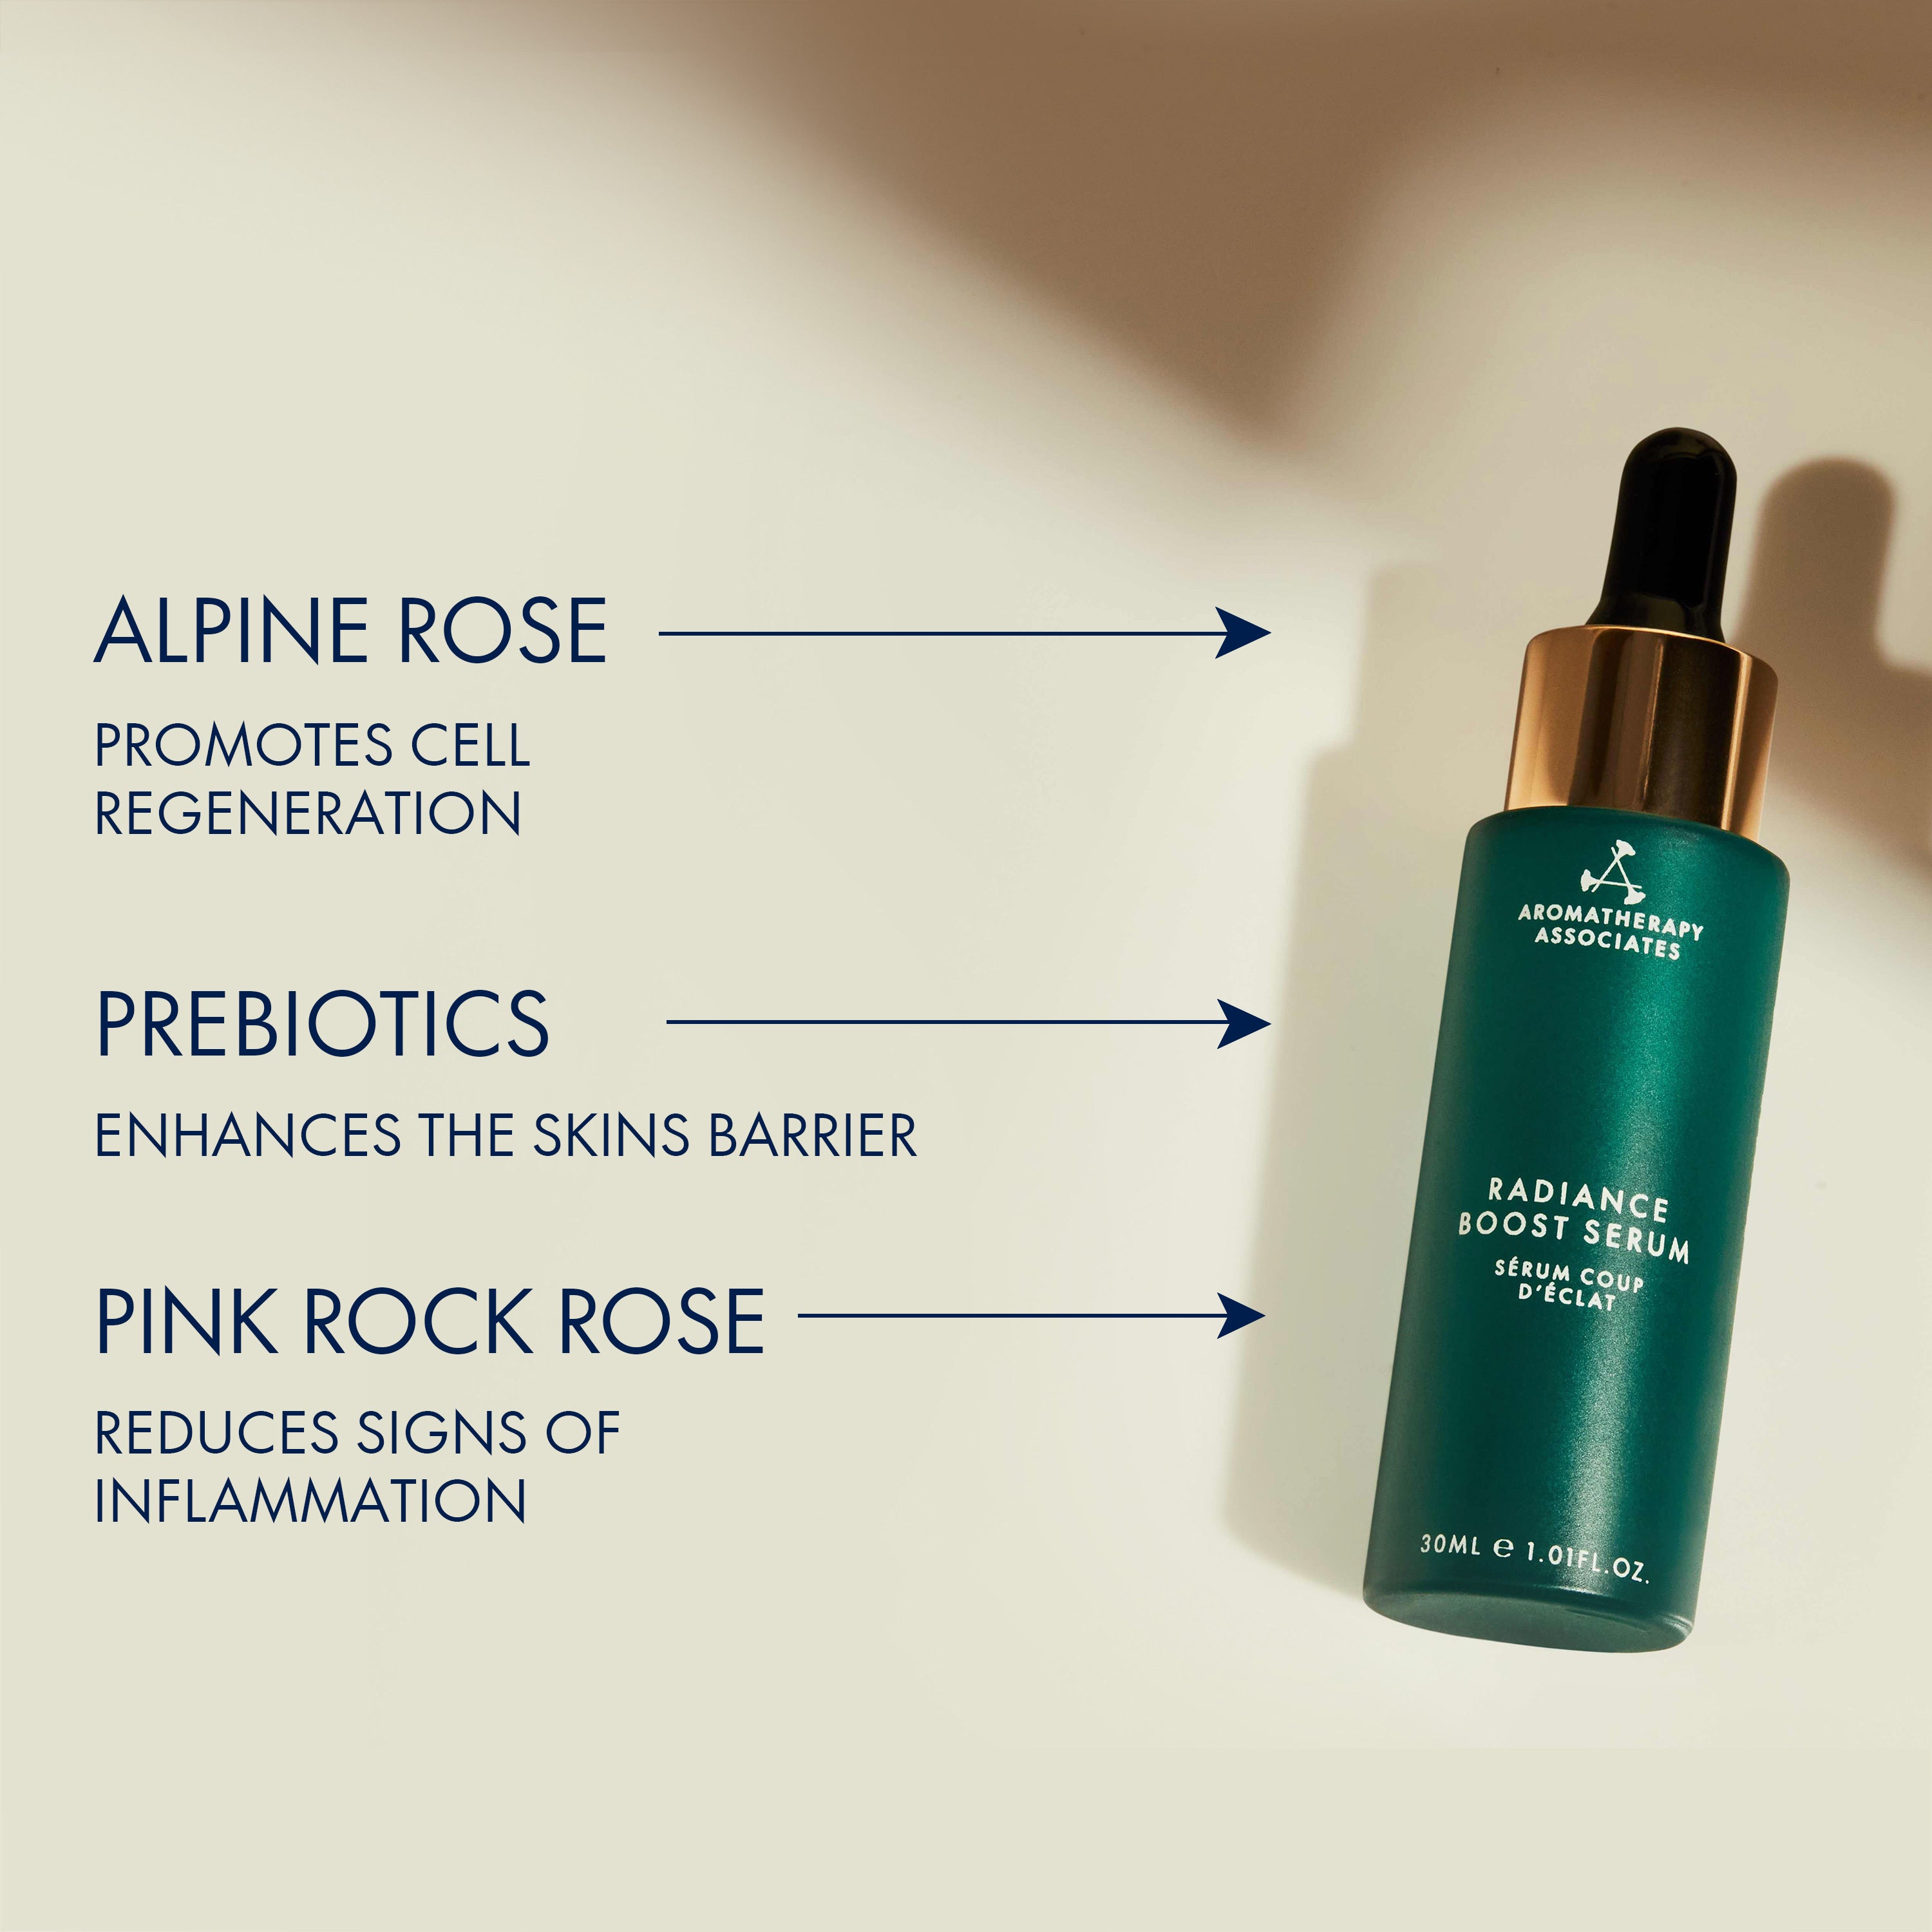 ALPINE ROSE
PROMOTES CELL
REGENERATION
PREBIOTICS
ENHANCES THE SKINS BARRIER
PINK ROCK ROSE
REDUCES SIGNS OF
INFLAMMATION
AROMATHERAPY
ASSOCIATES
RADIANCE
BOOST SERUM
SÉRUM COUP
D'ÉCLAT
30ML ℮ 1.01FL.OZ.